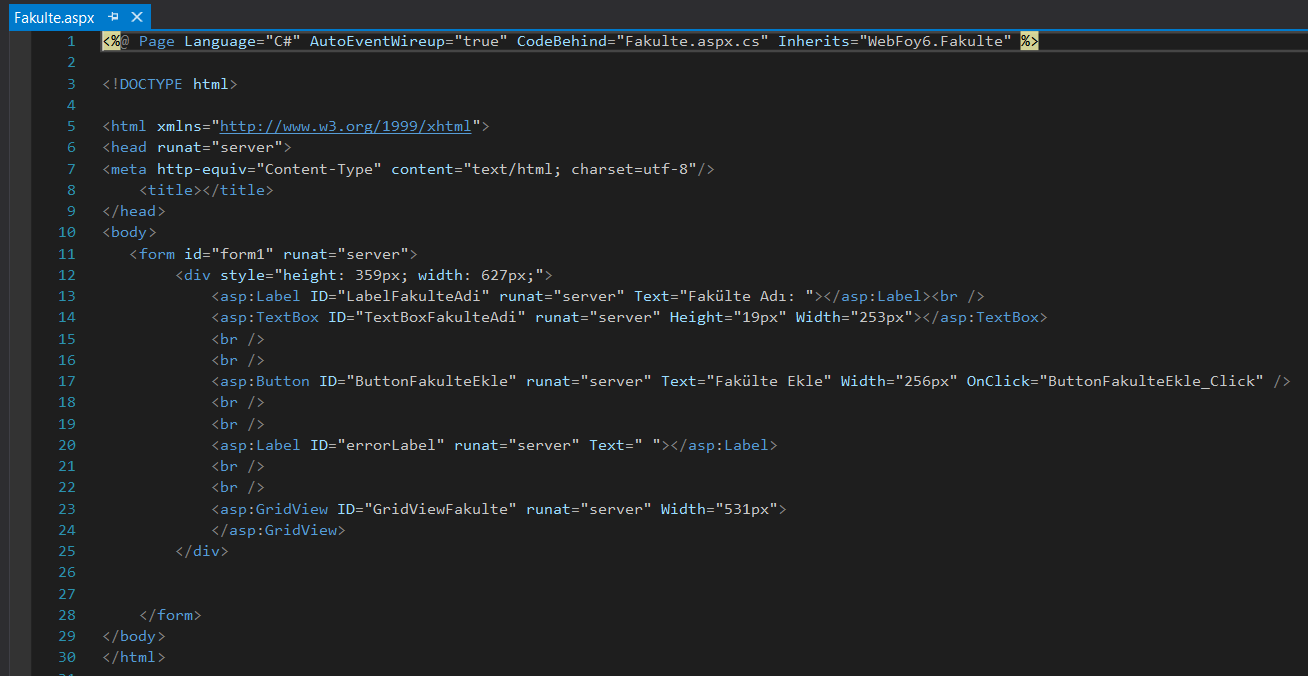 Fakulte.aspx
1 <%@ Page Language="C#" AutoEventWireup="true" CodeBehind="Fakulte.aspx.cs" Inherits="WebFoy6.Fakulte" %>
2
3 <!DOCTYPE html>
4
5 <html xmlns="http://www.w3.org/1999/xhtml">
6 <head runat="server">
7 <meta http-equiv="Content-Type" content="text/html; charset=utf-8"/>
8 <title></title>
9 </head>
10 <body>
11 <form id="form1" runat="server">
12 <div style="height: 359px; width: 627px;">
13 <asp:Label ID="LabelFakulteAdi" runat="server" Text="Fakülte Adı: "></asp:Label><br />
14 <asp:TextBox ID="TextBoxFakulteAdi" runat="server" Height="19px" Width="253px"></asp:TextBox>
15 <br />
16 <br />
17 <asp:Button ID="ButtonFakulteEkle" runat="server" Text="Fakülte Ekle" Width="256px" OnClick="ButtonFakulteEkle_Click" />
18 <br />
19 <br />
20 <asp:Label ID="errorLabel" runat="server" Text=" "></asp:Label>
21 <br />
22 <br />
23 <asp:GridView ID="GridViewFakulte" runat="server" Width="531px">
24 </asp:GridView>
25 </div>
26
27
28 </form>
29 </body>
30 </html>